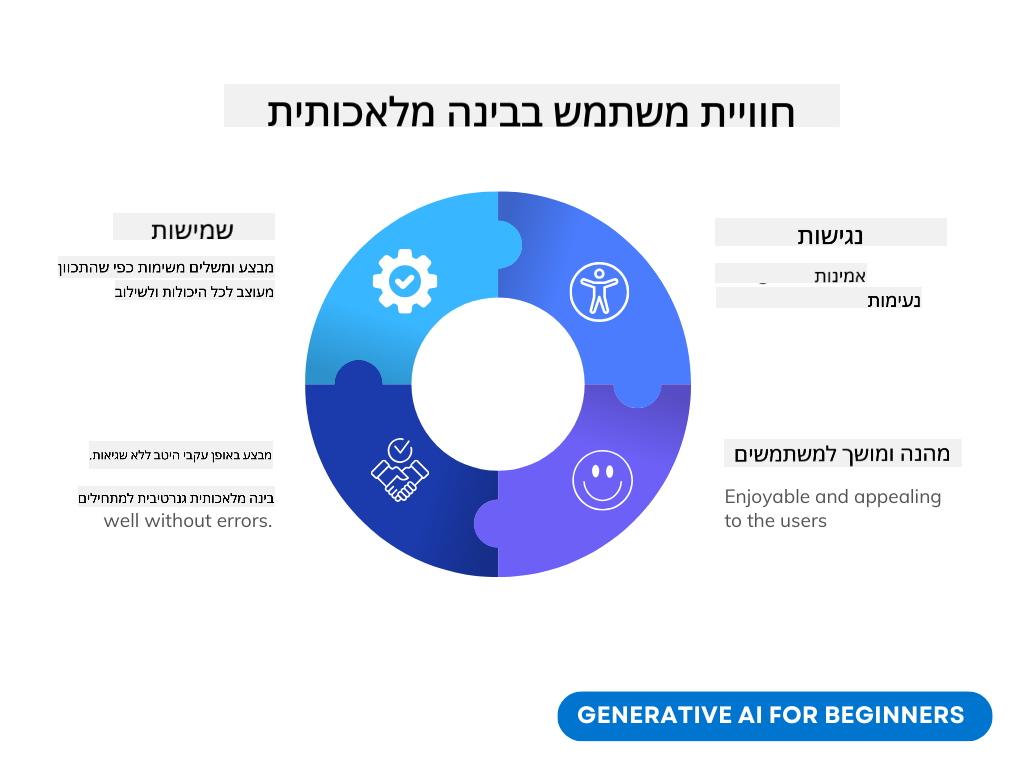 חוויית משתמש בבינה מלאכותית
שמישות
מבצע ומשלים משימות כפי שהתכוון
מעוצב לכל היכולות ולשילוב
נגישות
אמינות
נעימות
מבצע באופן עקבי היטב ללא שגיאות.
בינה מלאכותית גנרטיבית למתחילים
well without errors.
מהנה ומושך למשתמשים
Enjoyable and appealing
to the users
GENERATIVE AI FOR BEGINNERS